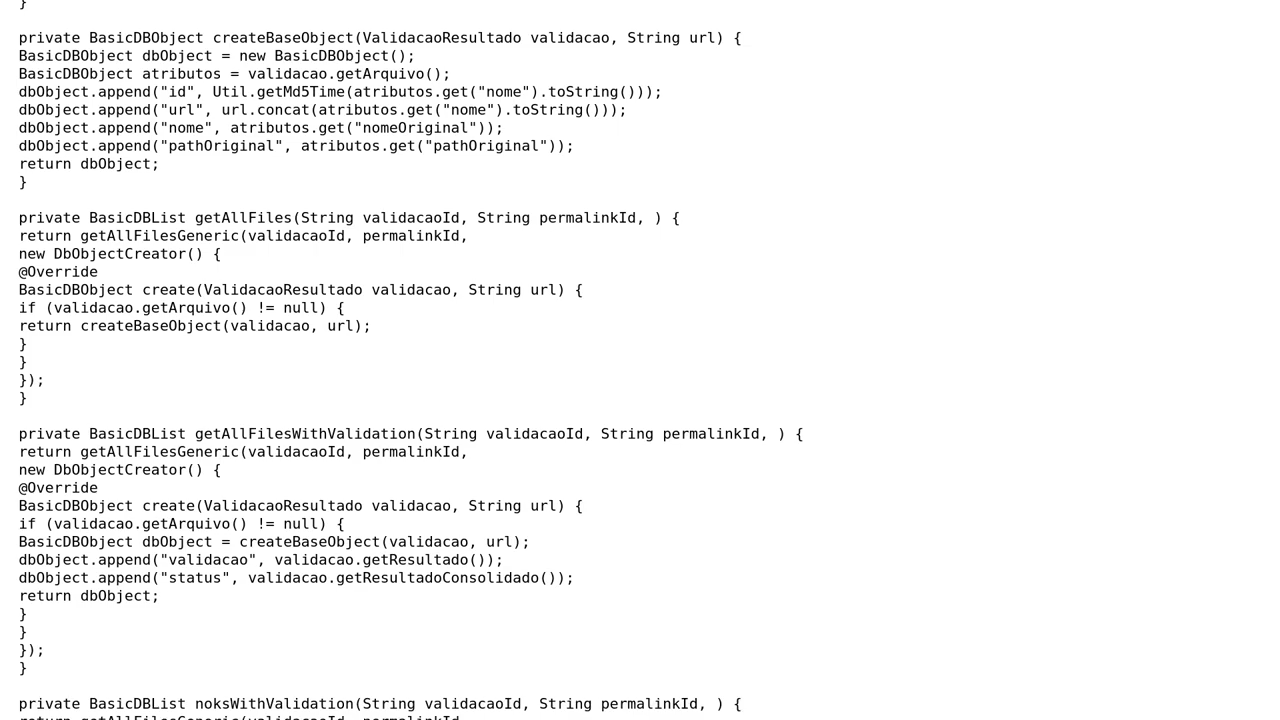 }
private BasicDBObject createBaseObject(ValidacaoResultado validacao, String url) {
BasicDBObject dbObject = new BasicDBObject();
BasicDBObject atributos = validacao.getArquivo();
dbObject.append("id", Util.getMd5Time(atributos.get("nome").toString()));
dbObject.append("url", url.concat(atributos.get("nome").toString()));
dbObject.append("nome", atributos.get("nomeOriginal"));
dbObject.append("pathOriginal", atributos.get("pathOriginal"));
return dbObject;
}
private BasicDBList getAllFiles(String validacaoId, String permalinkId, ) {
return getAllFilesGeneric(validacaoId, permalinkId,
new DbObjectCreator() {
@Override
BasicDBObject create(ValidacaoResultado validacao, String url) {
if (validacao.getArquivo() != null) {
return createBaseObject(validacao, url);
}
}
});
}
private BasicDBList getAllFilesWithValidation(String validacaoId, String permalinkId, ) {
return getAllFilesGeneric(validacaoId, permalinkId,
new DbObjectCreator() {
@Override
BasicDBObject create(ValidacaoResultado validacao, String url) {
if (validacao.getArquivo() != null) {
BasicDBObject dbObject = createBaseObject(validacao, url);
dbObject.append("validacao", validacao.getResultado());
dbObject.append("status", validacao.getResultadoConsolidado());
return dbObject;
}
}
});
}
private BasicDBList noksWithValidation(String validacaoId, String permalinkId, ) {
return getAllFilesGeneric(validacaoId, permalinkId,